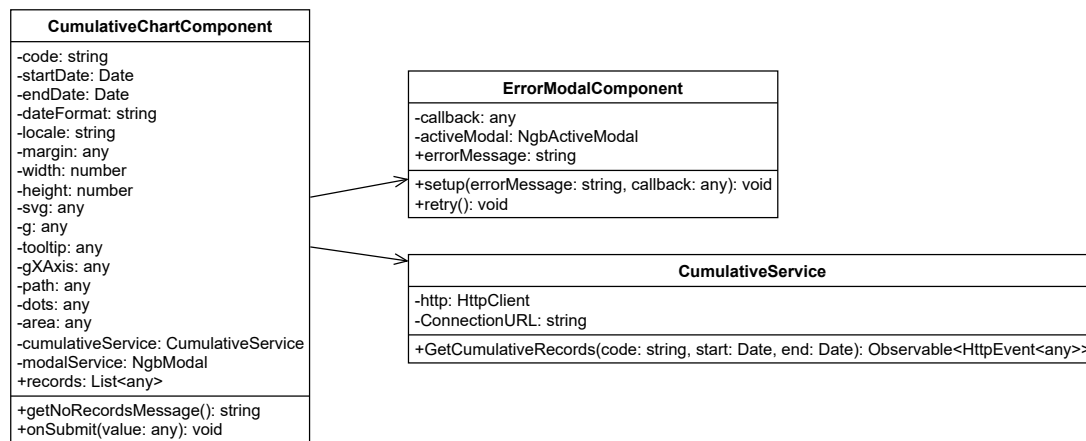 CumulativeChartComponent
-code: string
-startDate: Date
-endDate: Date
-dateFormat: string
-locale: string
-margin: any
-width: number
-height: number
-svg: any
-g: any
-tooltip: any
-gXAxis: any
-path: any
-dots: any
-area: any
-cumulativeService: CumulativeService
-modalService: NgbModal
+records: List<any>
+getNoRecordsMessage(): string
+onSubmit(value: any): void
ErrorModalComponent
-callback: any
-activeModal: NgbActiveModal
+errorMessage: string
+setup(errorMessage: string, callback: any): void
+retry(): void
CumulativeService
-http: HttpClient
-ConnectionURL: string
+GetCumulativeRecords(code: string, start: Date, end: Date): Observable<HttpEvent<any>>